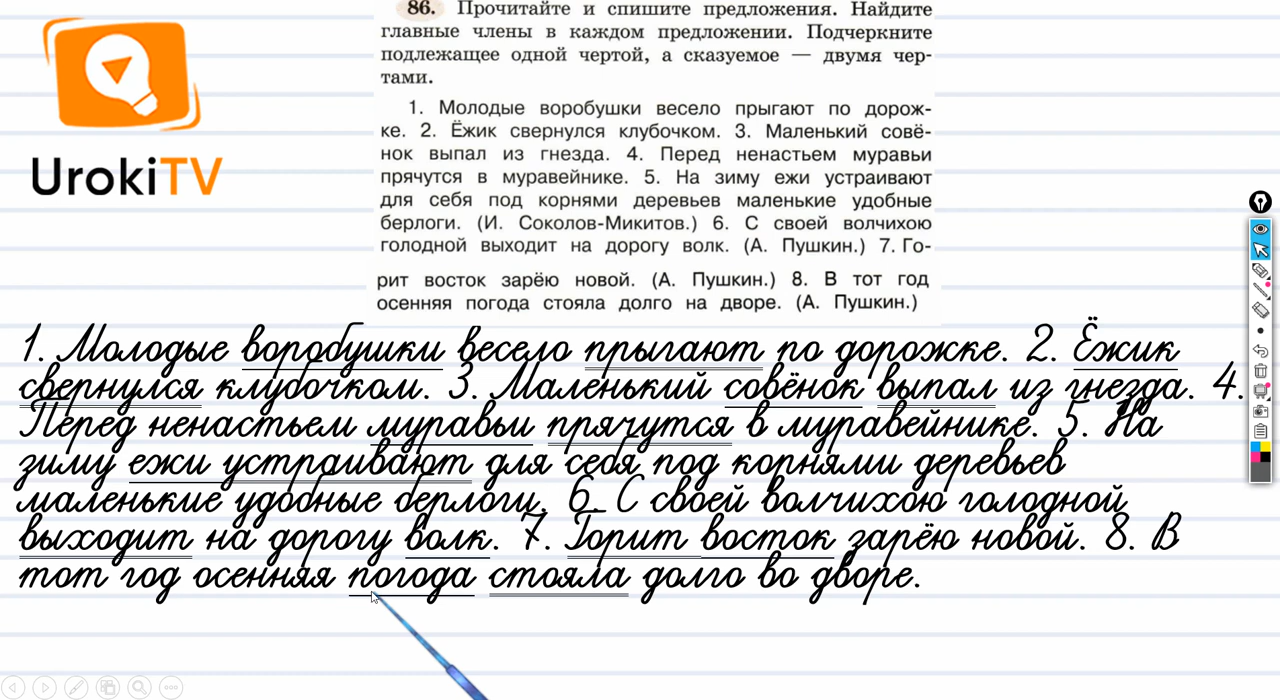 86. Прочитайте и спишите предложения. Найдите
главные члены в каждом предложении. Подчеркните
подлежащее одной чертой, а сказуемое — двумя чер-
тами.
1. Молодые воробушки весело прыгают по дорож-
ке. 2. Ёжик свернулся клубочком. 3. Маленький совё-
нок выпал из гнезда. 4. Перед ненастьем муравьи
прячутся в муравейнике. 5. На зиму ежи устраивают
для себя под корнями деревьев маленькие удобные
берлоги. (И. Соколов-Микитов.) 6. С своей волчихою
голодной выходит на дорогу волк. (А. Пушкин.) 7. Го-
рит восток зарёю новой. (А. Пушкин.) 8. В тот год
осенняя погода стояла долго на дворе. (А. Пушкин.)
UrokiTV
1. Молодые воробушки весело прыгают по дорожке. 2. Ёжик
свернулся клубочком. 3. Маленький совёнок выпал из гнезда. 4.
Перед ненастьем муравьи прячутся в муравейнике. 5. На
зиму ежи устраивают для себя под корнями деревьев
маленькие удобные берлоги. 6. С своей волчихою голодной
выходит на дорогу волк. 7. Горит восток зарёю новой. 8. В
тот год осенняя погода стояла долго во дворе.